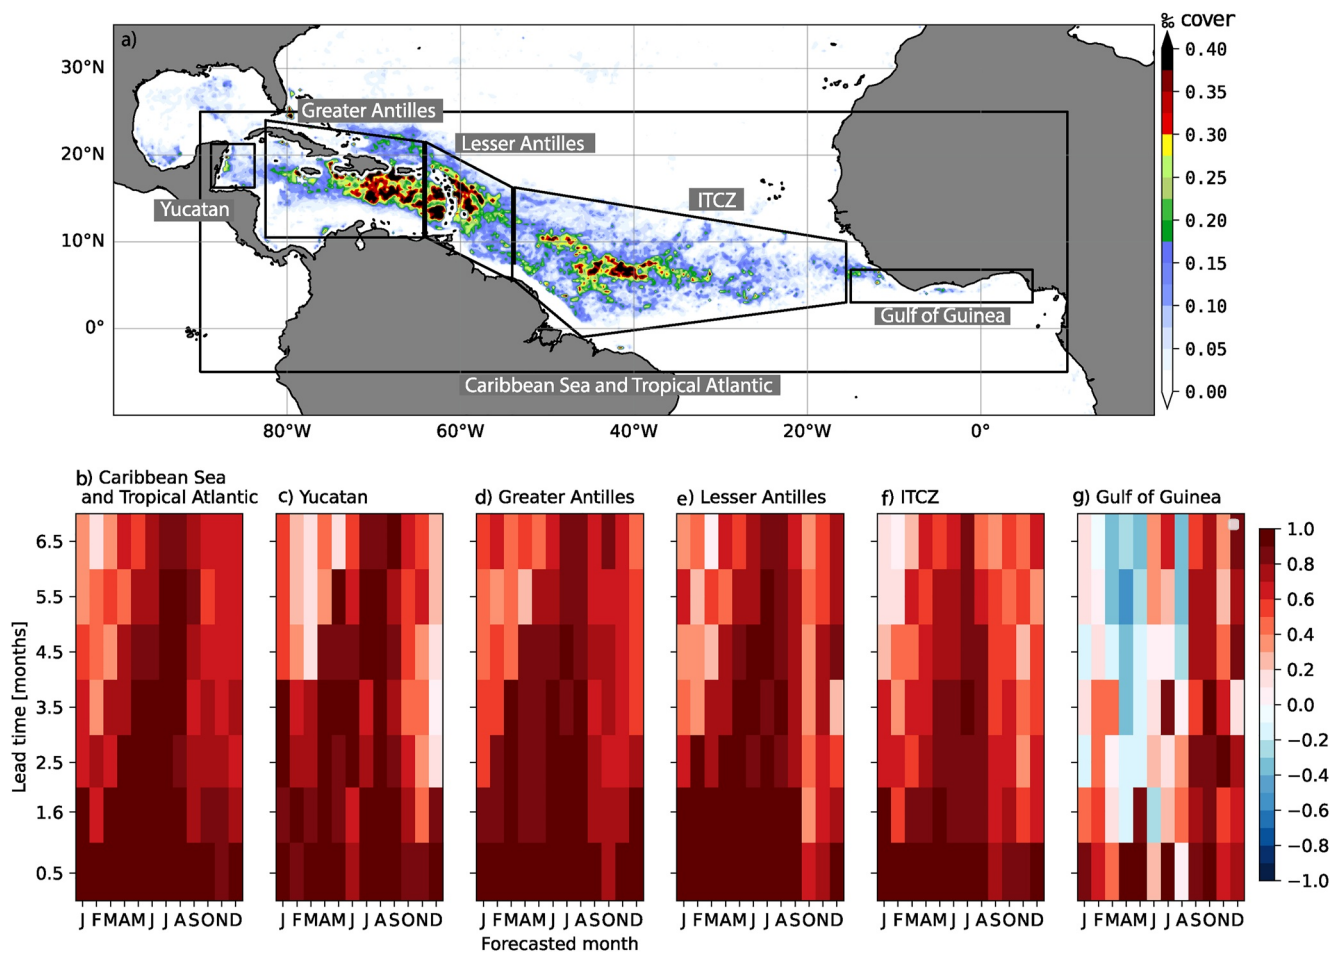 % cover
a)
30°N
20°N
10°N
0°
80°W
60°W
40°W
20°W
0°
Greater Antilles
Lesser Antilles
ITCZ
Yucatan
Gulf of Guinea
Caribbean Sea and Tropical Atlantic
0.40
0.35
0.30
0.25
0.20
0.15
0.10
0.05
0.00
b) Caribbean Sea
and Tropical Atlantic
c) Yucatan
d) Greater Antilles
e) Lesser Antilles
f) ITCZ
g) Gulf of Guinea
Lead time [months]
6.5
5.5
4.5
3.5
2.5
1.6
0.5
J F M A M J J A S O N D
J F M A M J J A S O N D
J F M A M J J A S O N D
J F M A M J J A S O N D
J F M A M J J A S O N D
J F M A M J J A S O N D
Forecasted month
1.0
0.8
0.6
0.4
0.2
0.0
−0.2
−0.4
−0.6
−0.8
−1.0